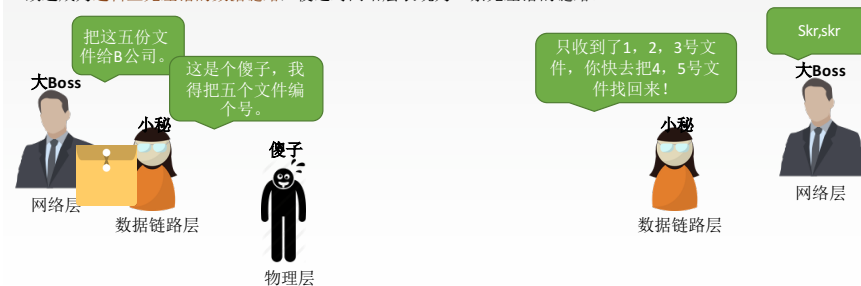 把这五份文
件给B公司。
这是个傻子，我
得把五个文件编
个号。
大Boss
小秘
傻子
网络层
数据链路层
物理层
只收到了1，2，3号文
件，你快去把4，5号文
件找回来！
Skr,skr
小秘
大Boss
数据链路层
网络层